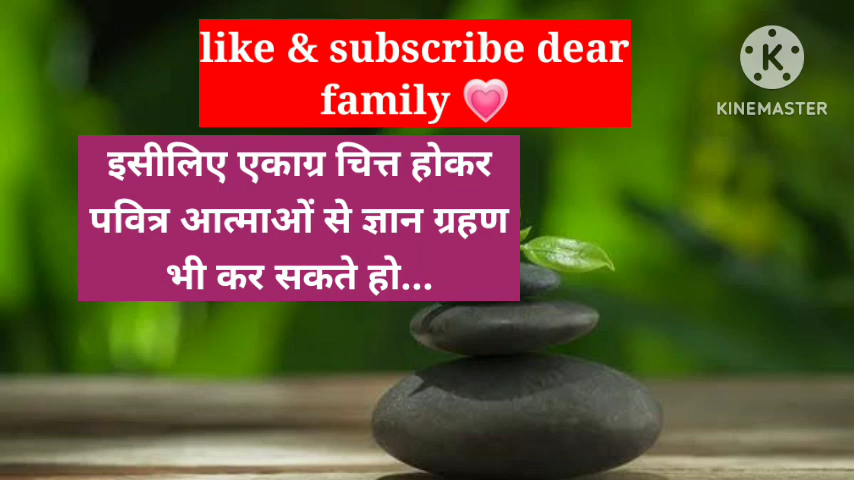 like & subscribe dear
family 💗
KINEMASTER
इसीलिए एकाग्र चित्त होकर
पवित्र आत्माओं से ज्ञान ग्रहण
भी कर सकते हो...